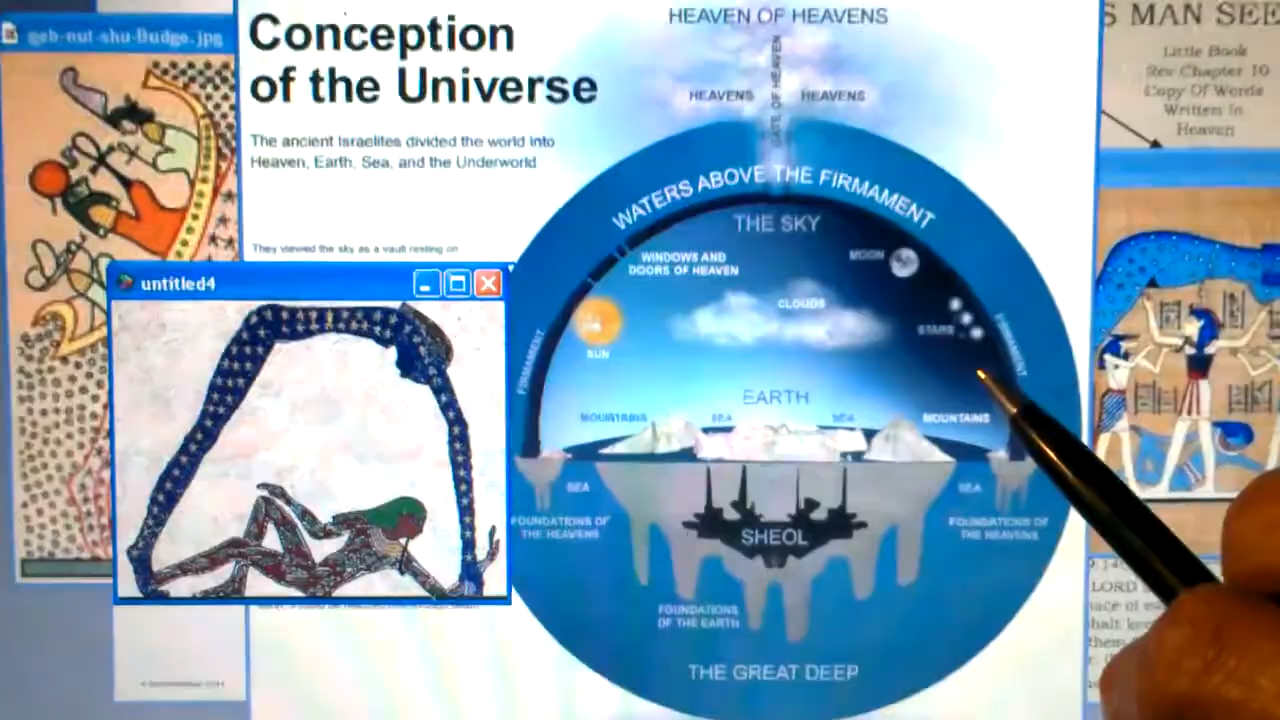 geb-nut-shu-Budge.jpg
Conception
of the Universe
The ancient Israelites divided the world into
Heaven, Earth, Sea, and the Underworld
They viewed the sky as a vault resting on
untitled4
HEAVEN OF HEAVENS
HEAVENS
GATE OF HEAVEN
HEAVENS
WATERS ABOVE THE FIRMAMENT
THE SKY
WINDOWS AND
DOORS OF HEAVEN
MOON
CLOUDS
STARS
SUN
FIRMAMENT
FIRMAMENT
EARTH
MOUNTAINS
SEA
SEA
MOUNTAINS
SEA
SEA
FOUNDATIONS OF
THE HEAVENS
FOUNDATIONS OF
THE HEAVENS
SHEOL
FOUNDATIONS
OF THE EARTH
THE GREAT DEEP
S MAN SEE
Little Book
Rev Chapter 10
Copy Of Words
Written In
Heaven
LORD